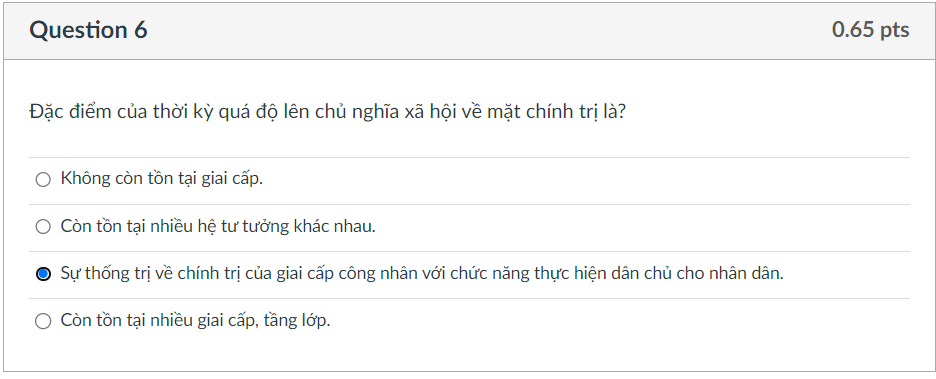 Question 6
0.65 pts
Đặc điểm của thời kỳ quá độ lên chủ nghĩa xã hội về mặt chính trị là?
Không còn tồn tại giai cấp.
Còn tồn tại nhiều hệ tư tưởng khác nhau.
Sự thống trị về chính trị của giai cấp công nhân với chức năng thực hiện dân chủ cho nhân dân.
Còn tồn tại nhiều giai cấp, tầng lớp.